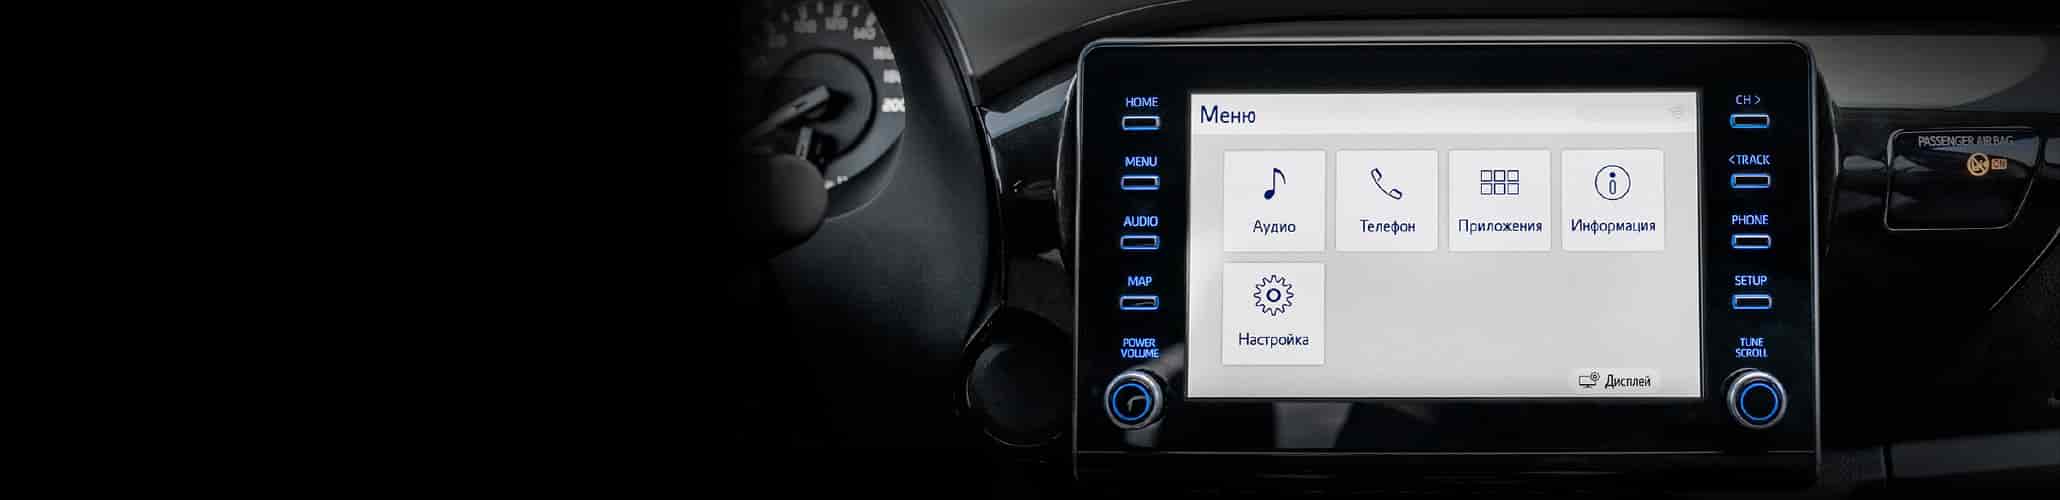 200
HOME
MENU
AUDIO
MAP
POWER
VOLUME
Меню
Аудио
Телефон
Приложения
Информация
Настройка
Дисплей
CH >
<TRACK
PHONE
SETUP
TUNE
SCROLL
PASSENGER AIR BAG